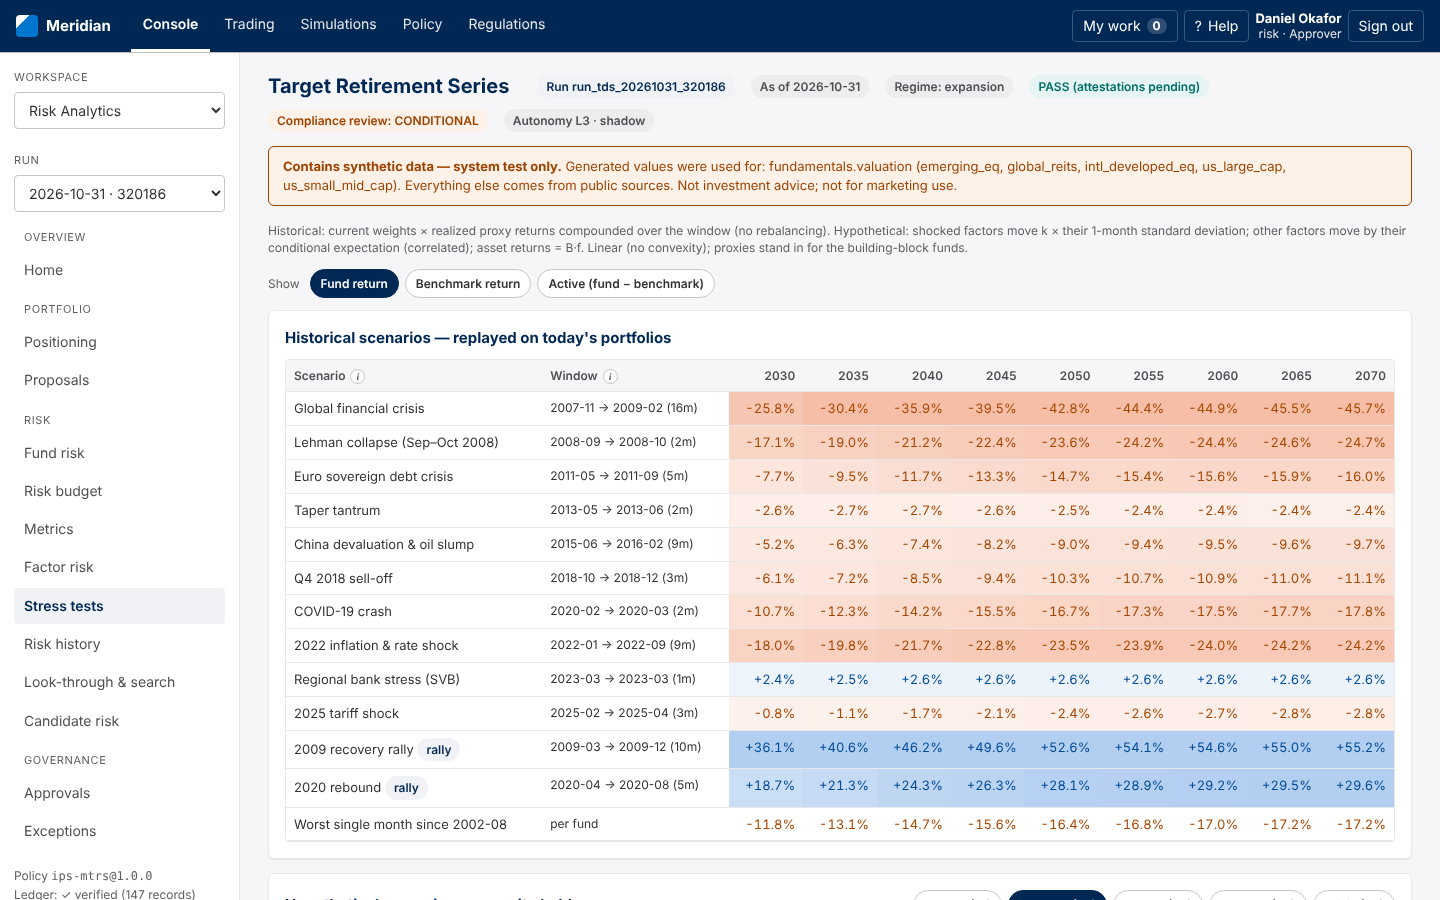 Meridian
Console Trading Simulations Policy Regulations
My work 0 ? Help Daniel Okafor risk · Approver Sign out
WORKSPACE
Risk Analytics
RUN
2026-10-31 · 320186
OVERVIEW
Home
PORTFOLIO
Positioning
Proposals
RISK
Fund risk
Risk budget
Metrics
Factor risk
Stress tests
Risk history
Look-through & search
Candidate risk
GOVERNANCE
Approvals
Exceptions
Policy ips-mtrs@1.0.0
Ledger: ✓ verified (147 records)
Target Retirement Series Run run_tds_20261031_320186 As of 2026-10-31 Regime: expansion PASS (attestations pending)
Compliance review: CONDITIONAL Autonomy L3 · shadow
Contains synthetic data — system test only. Generated values were used for: fundamentals.valuation (emerging_eq, global_reits, intl_developed_eq, us_large_cap,
us_small_mid_cap). Everything else comes from public sources. Not investment advice; not for marketing use.
Historical: current weights × realized proxy returns compounded over the window (no rebalancing). Hypothetical: shocked factors move k × their 1-month standard deviation; other factors move by their
conditional expectation (correlated); asset returns = B·f. Linear (no convexity); proxies stand in for the building-block funds.
Show Fund return Benchmark return Active (fund − benchmark)
Historical scenarios — replayed on today's portfolios
Scenario i Window i 2030 2035 2040 2045 2050 2055 2060 2065 2070
Global financial crisis 2007-11 → 2009-02 (16m) -25.8% -30.4% -35.9% -39.5% -42.8% -44.4% -44.9% -45.5% -45.7%
Lehman collapse (Sep–Oct 2008) 2008-09 → 2008-10 (2m) -17.1% -19.0% -21.2% -22.4% -23.6% -24.2% -24.4% -24.6% -24.7%
Euro sovereign debt crisis 2011-05 → 2011-09 (5m) -7.7% -9.5% -11.7% -13.3% -14.7% -15.4% -15.6% -15.9% -16.0%
Taper tantrum 2013-05 → 2013-06 (2m) -2.6% -2.7% -2.7% -2.6% -2.5% -2.4% -2.4% -2.4% -2.4%
China devaluation & oil slump 2015-06 → 2016-02 (9m) -5.2% -6.3% -7.4% -8.2% -9.0% -9.4% -9.5% -9.6% -9.7%
Q4 2018 sell-off 2018-10 → 2018-12 (3m) -6.1% -7.2% -8.5% -9.4% -10.3% -10.7% -10.9% -11.0% -11.1%
COVID-19 crash 2020-02 → 2020-03 (2m) -10.7% -12.3% -14.2% -15.5% -16.7% -17.3% -17.5% -17.7% -17.8%
2022 inflation & rate shock 2022-01 → 2022-09 (9m) -18.0% -19.8% -21.7% -22.8% -23.5% -23.9% -24.0% -24.2% -24.2%
Regional bank stress (SVB) 2023-03 → 2023-03 (1m) +2.4% +2.5% +2.6% +2.6% +2.6% +2.6% +2.6% +2.6% +2.6%
2025 tariff shock 2025-02 → 2025-04 (3m) -0.8% -1.1% -1.7% -2.1% -2.4% -2.6% -2.7% -2.8% -2.8%
2009 recovery rally rally 2009-03 → 2009-12 (10m) +36.1% +40.6% +46.2% +49.6% +52.6% +54.1% +54.6% +55.0% +55.2%
2020 rebound rally 2020-04 → 2020-08 (5m) +18.7% +21.3% +24.3% +26.3% +28.1% +28.9% +29.2% +29.5% +29.6%
Worst single month since 2002-08 per fund -11.8% -13.1% -14.7% -15.6% -16.4% -16.8% -17.0% -17.2% -17.2%